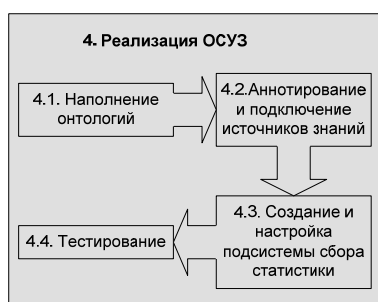 4. Реализация ОСУЗ
4.1. Наполнение
онтологий
4.2.Аннотирование
и подключение
источников знаний
4.3. Создание и
настройка
подсистемы сбора
статистики
4.4. Тестирование